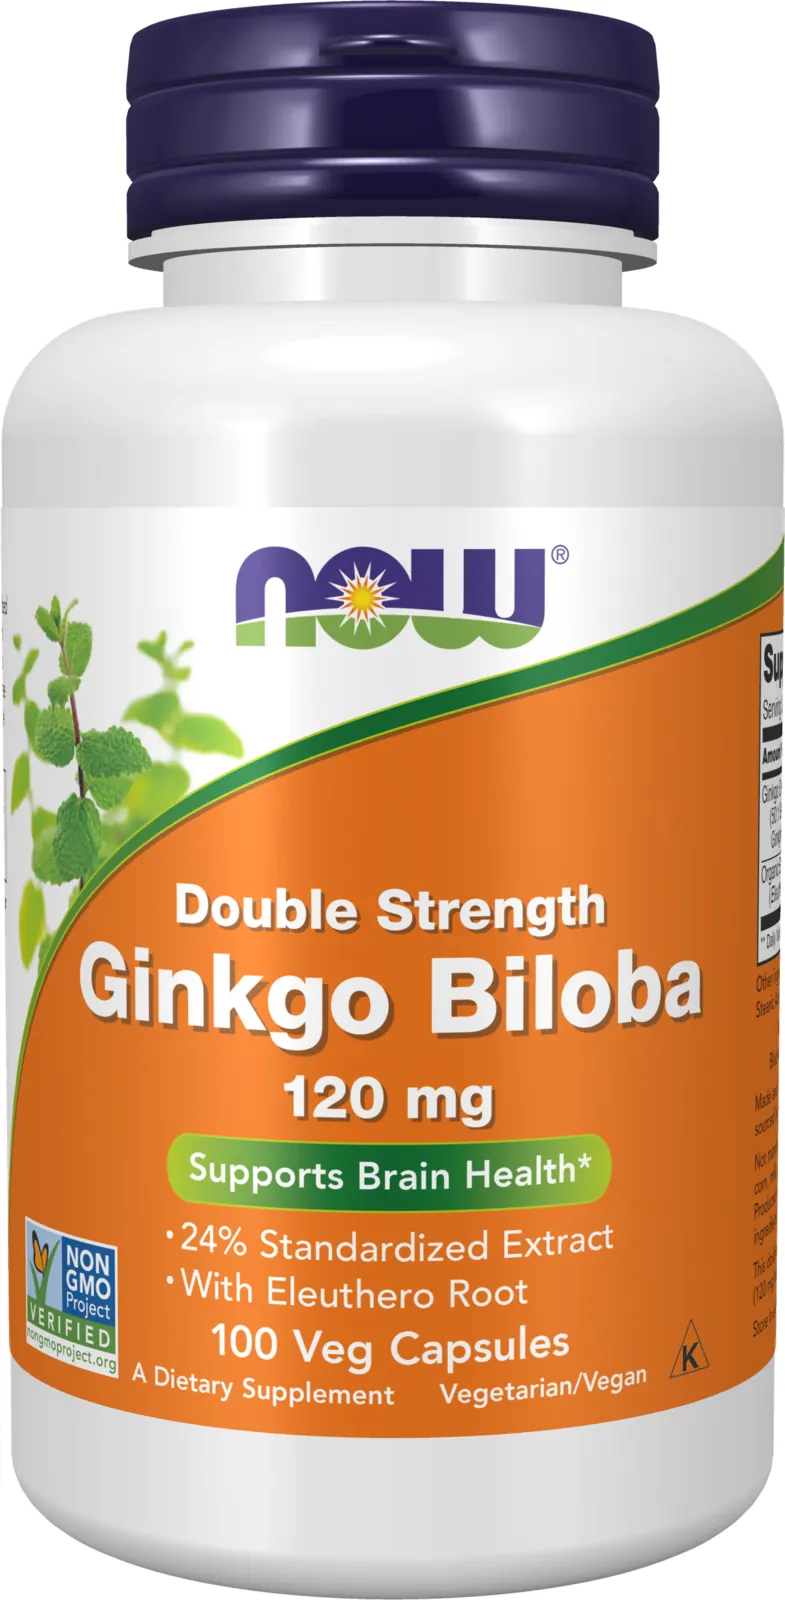 now®
Double Strength
Ginkgo Biloba
120 mg
Supports Brain Health*
• 24% Standardized Extract
• With Eleuthero Root
100 Veg Capsules
A Dietary Supplement
Vegetarian/Vegan
K
NON
GMO
Project
VERIFIED
nongmoproject.org